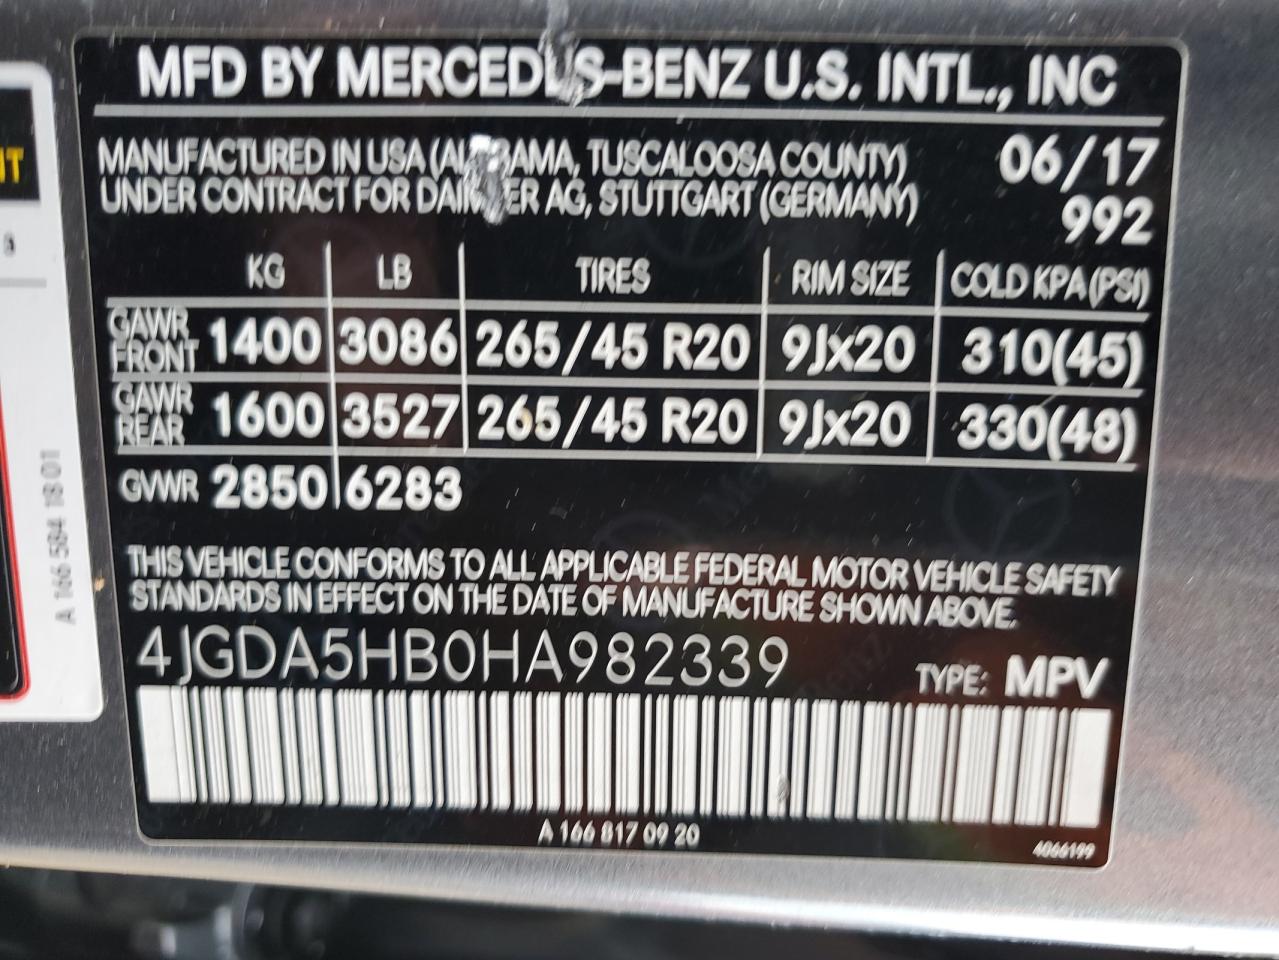 MFD BY MERCEDES-BENZ U.S. INTL., INC
MANUFACTURED IN USA (ALABAMA, TUSCALOOSA COUNTY) 06/17
UNDER CONTRACT FOR DAIMLER AG, STUTTGART (GERMANY) 992
KG LB TIRES RIM SIZE COLD KPA (PSI)
GAWR FRONT 1400 3086 265/45 R20 9Jx20 310(45)
GAWR REAR 1600 3527 265/45 R20 9Jx20 330(48)
GVWR 2850 6283
THIS VEHICLE CONFORMS TO ALL APPLICABLE FEDERAL MOTOR VEHICLE SAFETY
STANDARDS IN EFFECT ON THE DATE OF MANUFACTURE SHOWN ABOVE.
4JGDA5HB0HA982339 TYPE: MPV
A 166 817 09 20
4066199
A 166 584 18 01